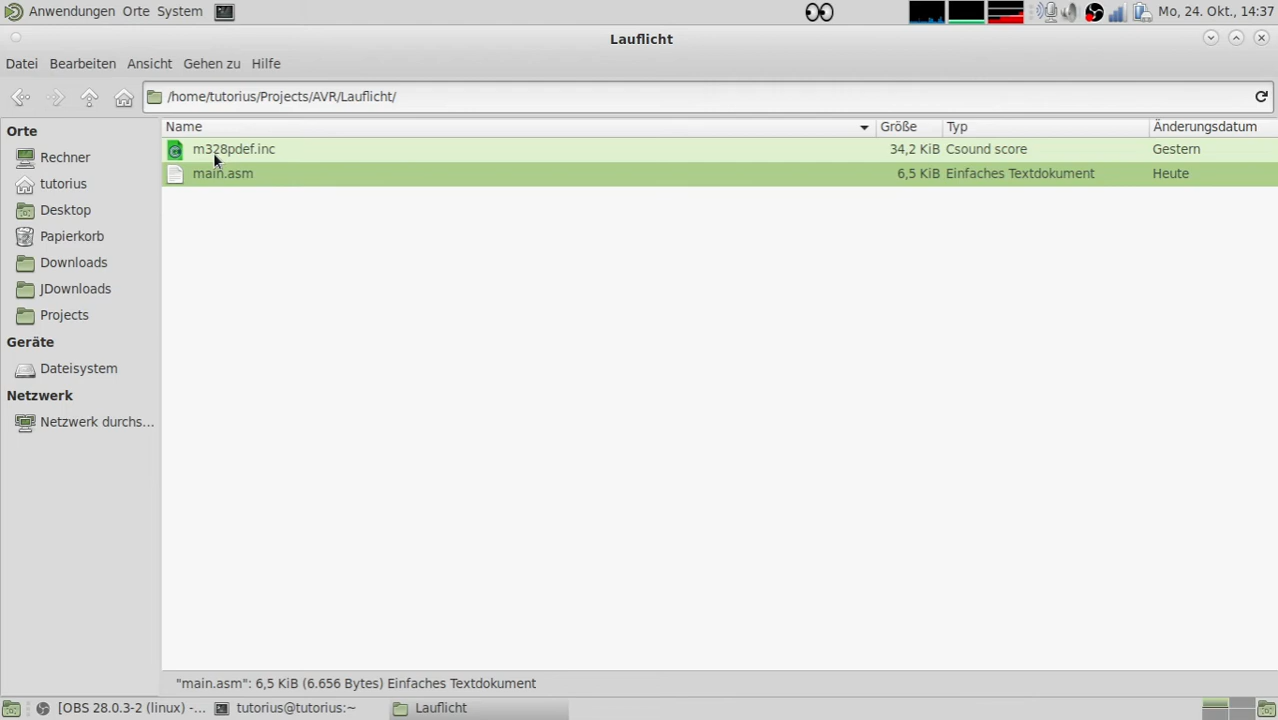 Anwendungen Orte System Mo, 24. Okt., 14:37
Lauflicht
Datei Bearbeiten Ansicht Gehen zu Hilfe
/home/tutorius/Projects/AVR/Lauflicht/
Orte
Rechner
tutorius
Desktop
Papierkorb
Downloads
JDownloads
Projects
Geräte
Dateisystem
Netzwerk
Netzwerk durchs...
Name Größe Typ Änderungsdatum
m328pdef.inc 34,2 KiB Csound score Gestern
main.asm 6,5 KiB Einfaches Textdokument Heute
"main.asm": 6,5 KiB (6.656 Bytes) Einfaches Textdokument
[OBS 28.0.3-2 (linux) -... tutorius@tutorius:~ Lauflicht